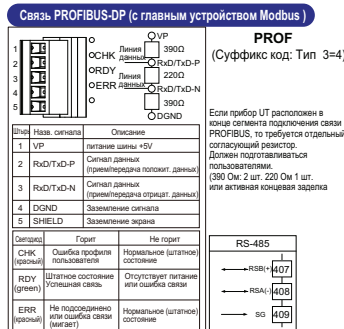 Связь PROFIBUS-DP (с главным устройством Modbus )
1
2
3
4
5
CHK
RDY
ERR
Линия данных
Линия данных
VP
390Ω
RxD/TxD-P
220Ω
RxD/TxD-N
390Ω
DGND
PROF
(Суффикс код: Тип 3=4)
Если прибор UT расположен в
конце сегмента подключения связи
PROFIBUS, то требуется отдельный
согласующий резистор.
Должен подготавливаться
пользователями.
(390 Ом: 2 шт. 220 Ом 1 шт.
или активная концевая заделка
Штырь Назв. сигнала Описание
1 VP питание шины +5V
2 RxD/TxD-P Сигнал данных
(прием/передача положит. данных)
3 RxD/TxD-N Сигнал данных
(прием/передача отрицат. данных)
4 DGND Заземление сигнала
5 SHIELD Заземление экрана
Светодиод Горит Не горит
CHK
(красный)
Ошибка профиля
пользователя
Нормальное (штатное)
состояние
RDY
(green)
Штатное состояние
Успешная связь
Отсутствует питание
или ошибка связи
ERR
(красный)
Не подсоединено
или ошибка связи
(мигает)
Нормальное (штатное)
состояние
RS-485
RSB(+) 407
RSA(-) 408
SG 409